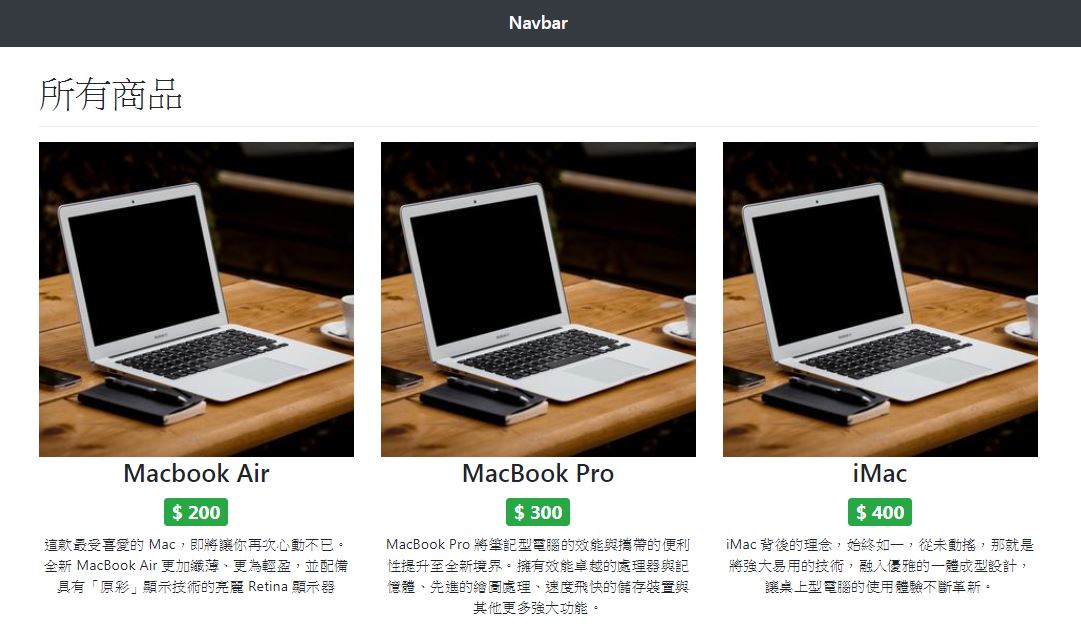 Navbar
所有商品
Macbook Air
$ 200
這款最受喜愛的 Mac，即將讓你再次心動不已。
全新 MacBook Air 更加纖薄、更為輕盈，並配備
具有「原彩」顯示技術的亮麗 Retina 顯示器
MacBook Pro
$ 300
MacBook Pro 將筆記型電腦的效能與攜帶的便利
性提升至全新境界。擁有效能卓越的處理器與記
憶體、先進的繪圖處理、速度飛快的儲存裝置與
其他更多強大功能。
iMac
$ 400
iMac 背後的理念，始終如一，從未動搖，那就是
將強大易用的技術，融入優雅的一體成型設計，
讓桌上型電腦的使用體驗不斷革新。